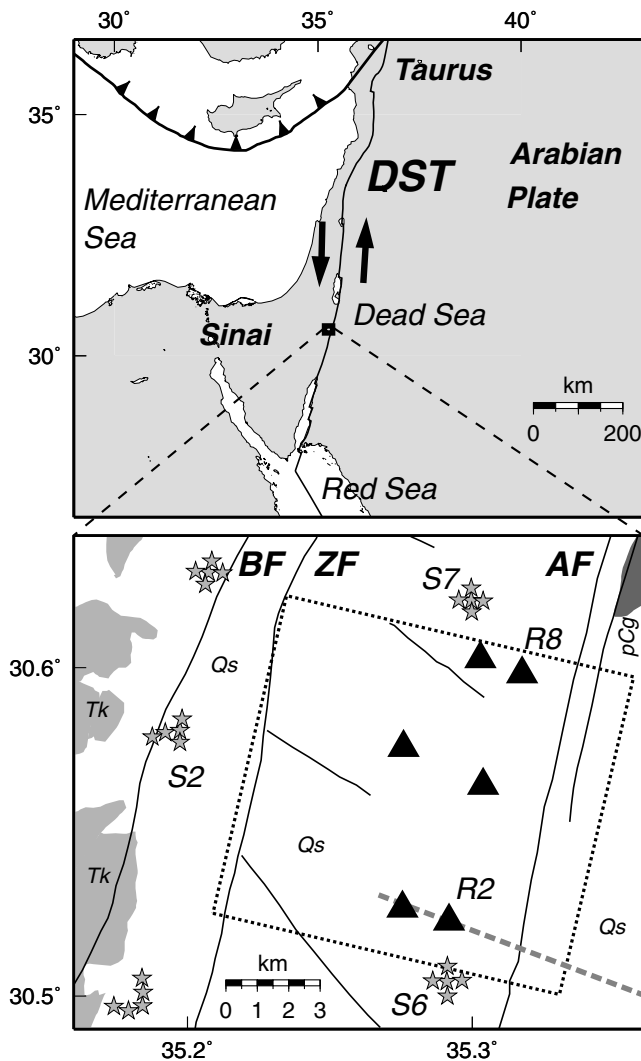 30° 35° 40°
Taurus
35°
Arabian
Plate
DST
Mediterranean
Sea
Dead Sea
Sinai
30°
km
0 200
Red Sea
BF ZF S7 AF
pCg
R8
30.6°
Qs
Tk
S2
Qs
Tk
R2
Qs
km
0 1 2 3
S6
30.5°
35.2° 35.3°